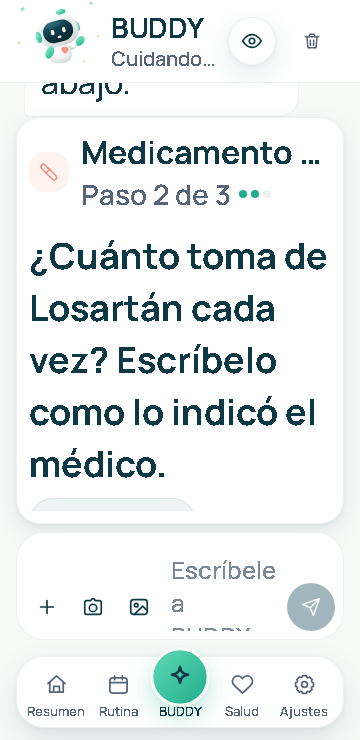 BUDDY
Cuidando...
abajo.
Medicamento ...
Paso 2 de 3
¿Cuánto toma de
Losartán cada
vez? Escríbelo
como lo indicó el
médico.
Escríbele
a
BUDDY
Resumen
Rutina
BUDDY
Salud
Ajustes